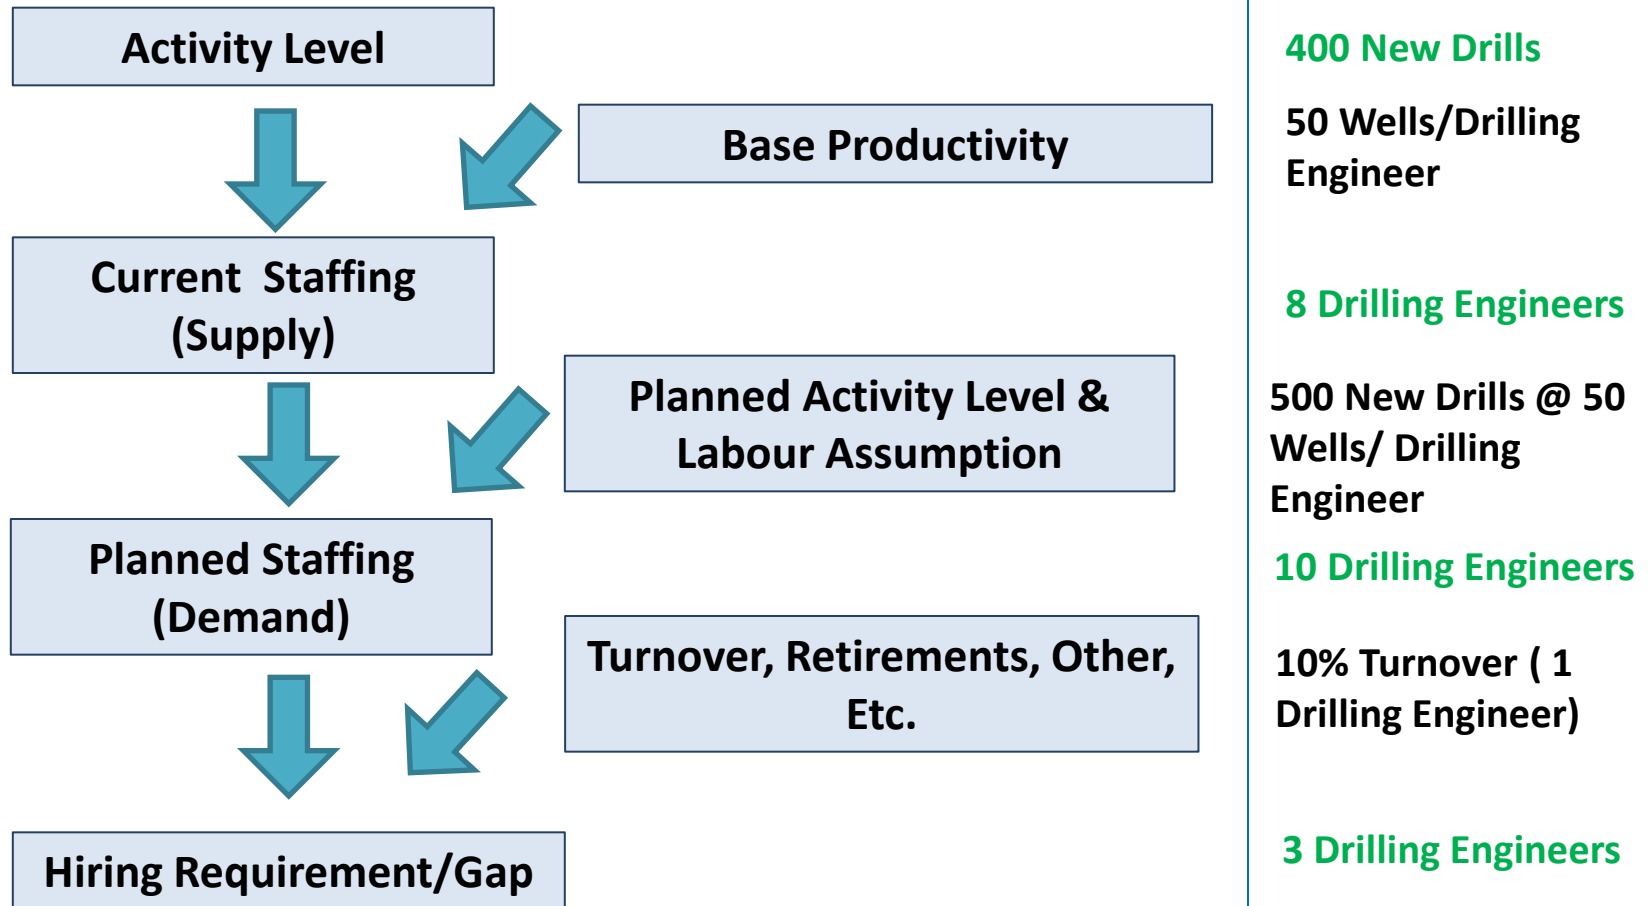 Activity Level
400 New Drills
Base Productivity
50 Wells/Drilling
Engineer
Current  Staffing
(Supply)
8 Drilling Engineers
Planned Activity Level &
Labour Assumption
500 New Drills @ 50
Wells/ Drilling
Engineer
Planned Staffing
(Demand)
10 Drilling Engineers
Turnover, Retirements, Other,
Etc.
10% Turnover ( 1
Drilling Engineer)
Hiring Requirement/Gap
3 Drilling Engineers